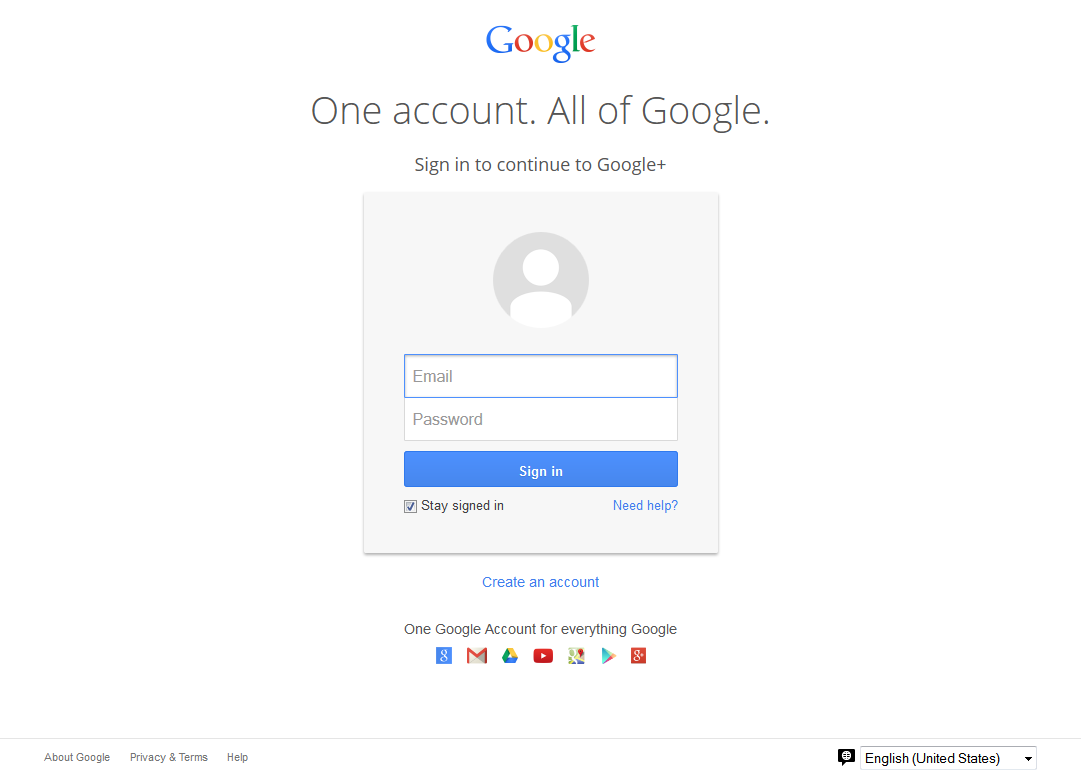 Google
One account. All of Google.
Sign in to continue to Google+
Email
Password
Sign in
Stay signed in Need help?
Create an account
One Google Account for everything Google
About Google Privacy & Terms Help English (United States)